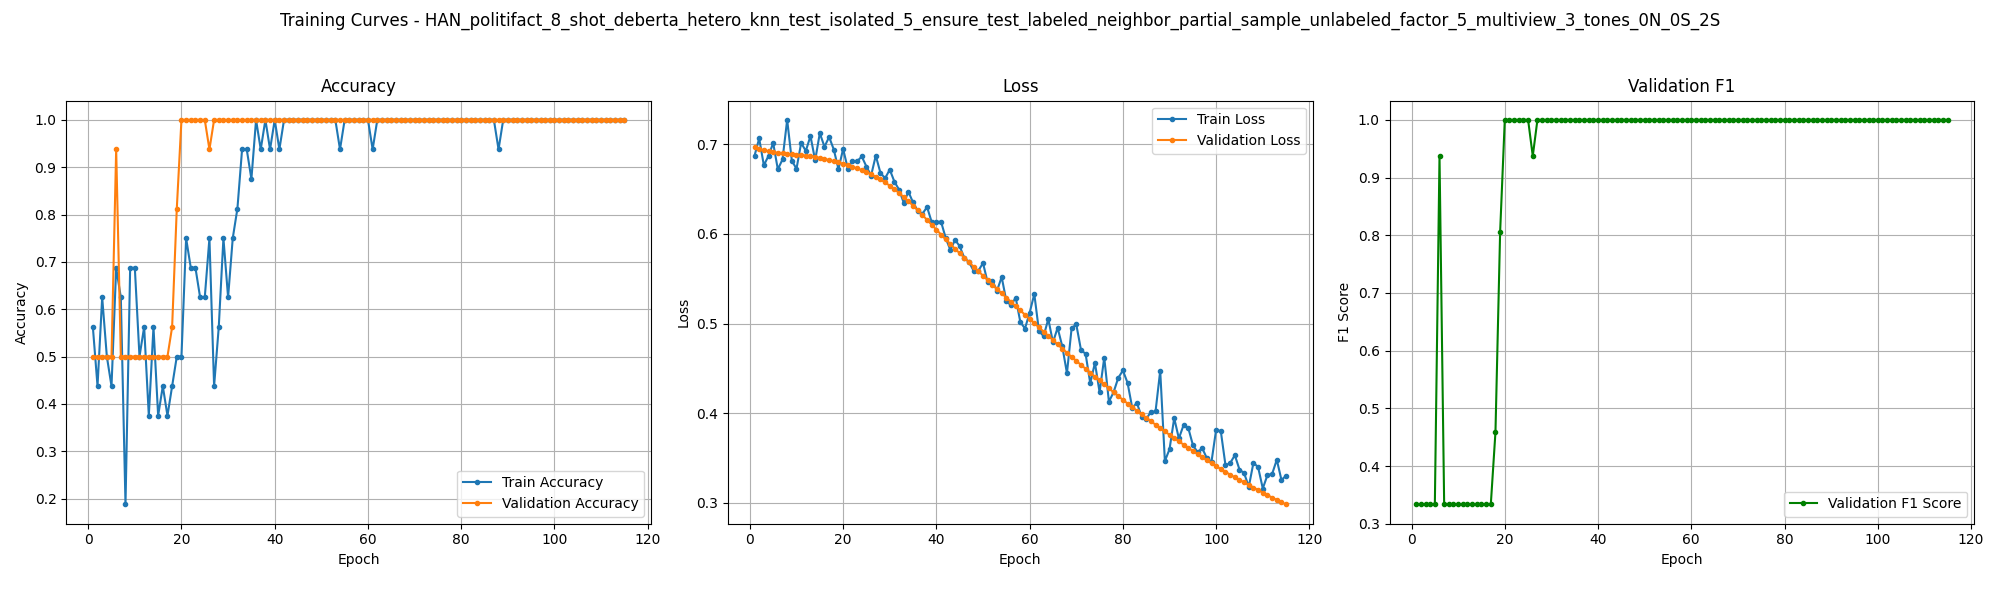 Training Curves - HAN_politifact_8_shot_deberta_hetero_knn_test_isolated_5_ensure_test_labeled_neighbor_partial_sample_unlabeled_factor_5_multiview_3_tones_0N_0S_2S
Accuracy
1.0
0.9
0.8
0.7
0.6
0.5
0.4
0.3
0.2
Accuracy
0
20
40
60
80
100
120
Epoch
Train Accuracy
Validation Accuracy
Loss
0.7
0.6
0.5
0.4
0.3
Loss
0
20
40
60
80
100
120
Epoch
Train Loss
Validation Loss
Validation F1
1.0
0.9
0.8
0.7
0.6
0.5
0.4
0.3
F1 Score
0
20
40
60
80
100
120
Epoch
Validation F1 Score